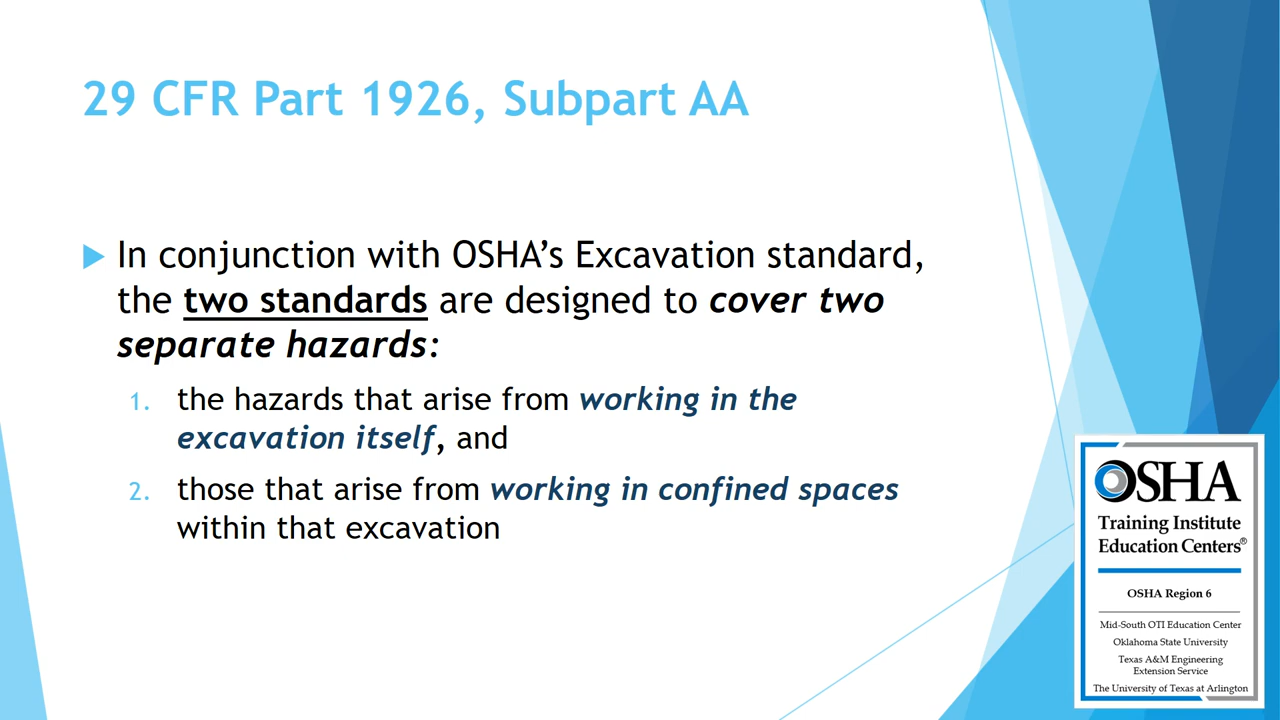 29 CFR Part 1926, Subpart AA
In conjunction with OSHA’s Excavation standard,
the two standards are designed to cover two
separate hazards:
1. the hazards that arise from working in the
excavation itself, and
2. those that arise from working in confined spaces
within that excavation
OSHA
Training Institute
Education Centers®
OSHA Region 6
Mid-South OTI Education Center
Oklahoma State University
Texas A&M Engineering
Extension Service
The University of Texas at Arlington